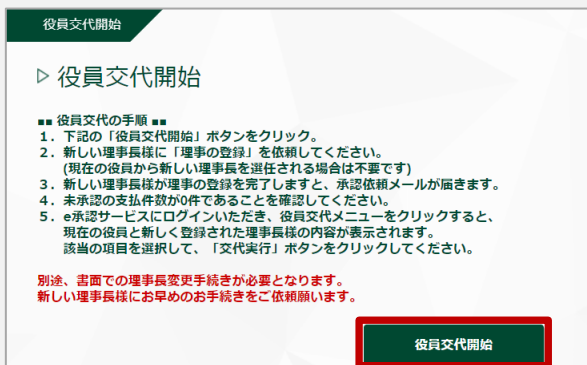 役員交代開始
▷ 役員交代開始
■■ 役員交代の手順 ■■
1．下記の「役員交代開始」ボタンをクリック。
2．新しい理事長様に「理事の登録」を依頼してください。
(現在の役員から新しい理事長を選任される場合は不要です)
3．新しい理事長様が理事の登録を完了しますと、承認依頼メールが届きます。
4．未承認の支払件数が0件であることを確認してください。
5．e承認サービスにログインいただき、役員交代メニューをクリックすると、
現在の役員と新しく登録された理事長様の内容が表示されます。
該当の項目を選択して、「交代実行」ボタンをクリックしてください。
別途、書面での理事長変更手続きが必要となります。
新しい理事長様にお早めのお手続きをご依頼願います。
役員交代開始